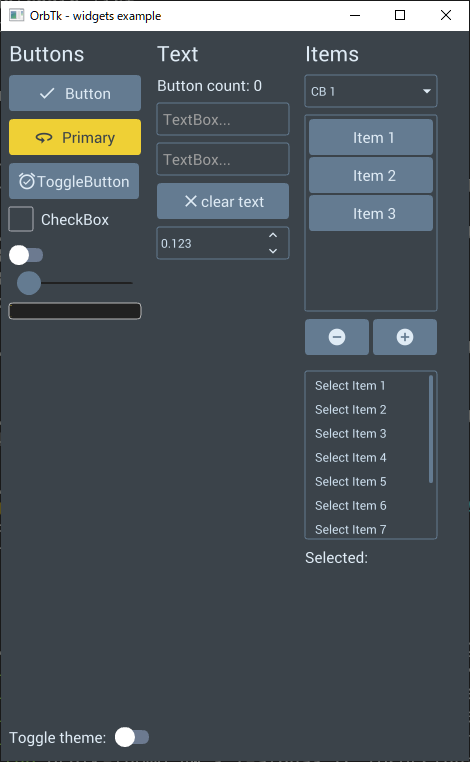 OrbTk - widgets example
Buttons
Button
Primary
ToggleButton
CheckBox
Text
Button count: 0
TextBox...
TextBox...
clear text
0.123
Items
CB 1
Item 1
Item 2
Item 3
Select Item 1
Select Item 2
Select Item 3
Select Item 4
Select Item 5
Select Item 6
Select Item 7
Selected:
Toggle theme: